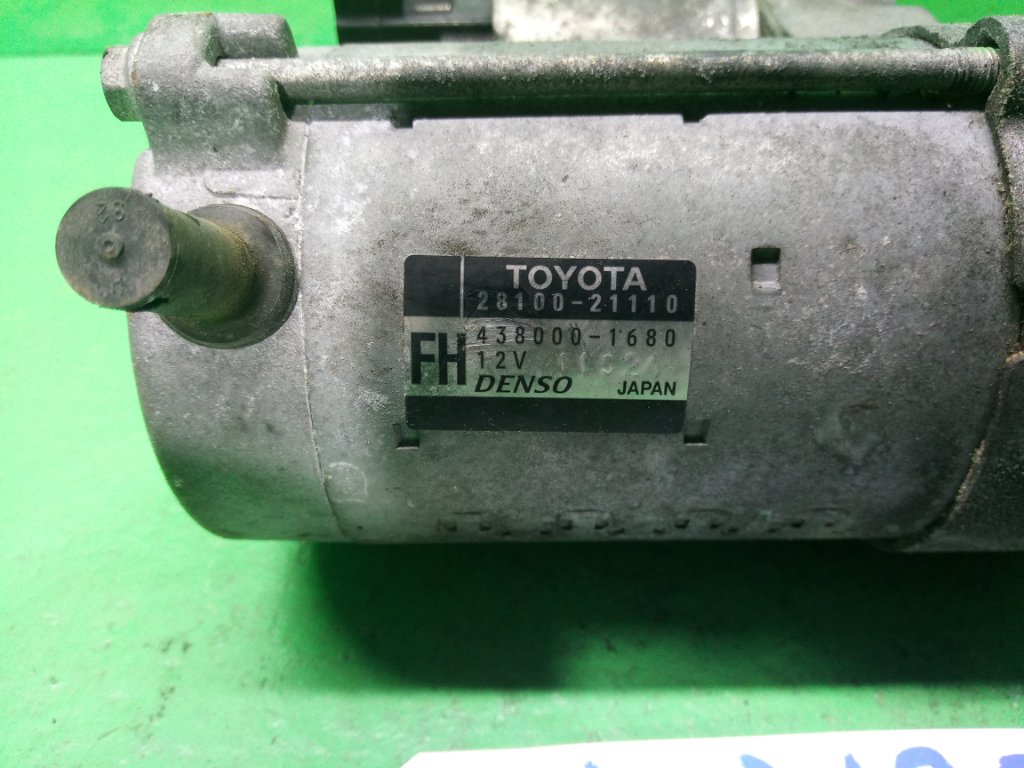 TOYOTA
28100-21110
FH
438000-1680
12V
DENSO JAPAN